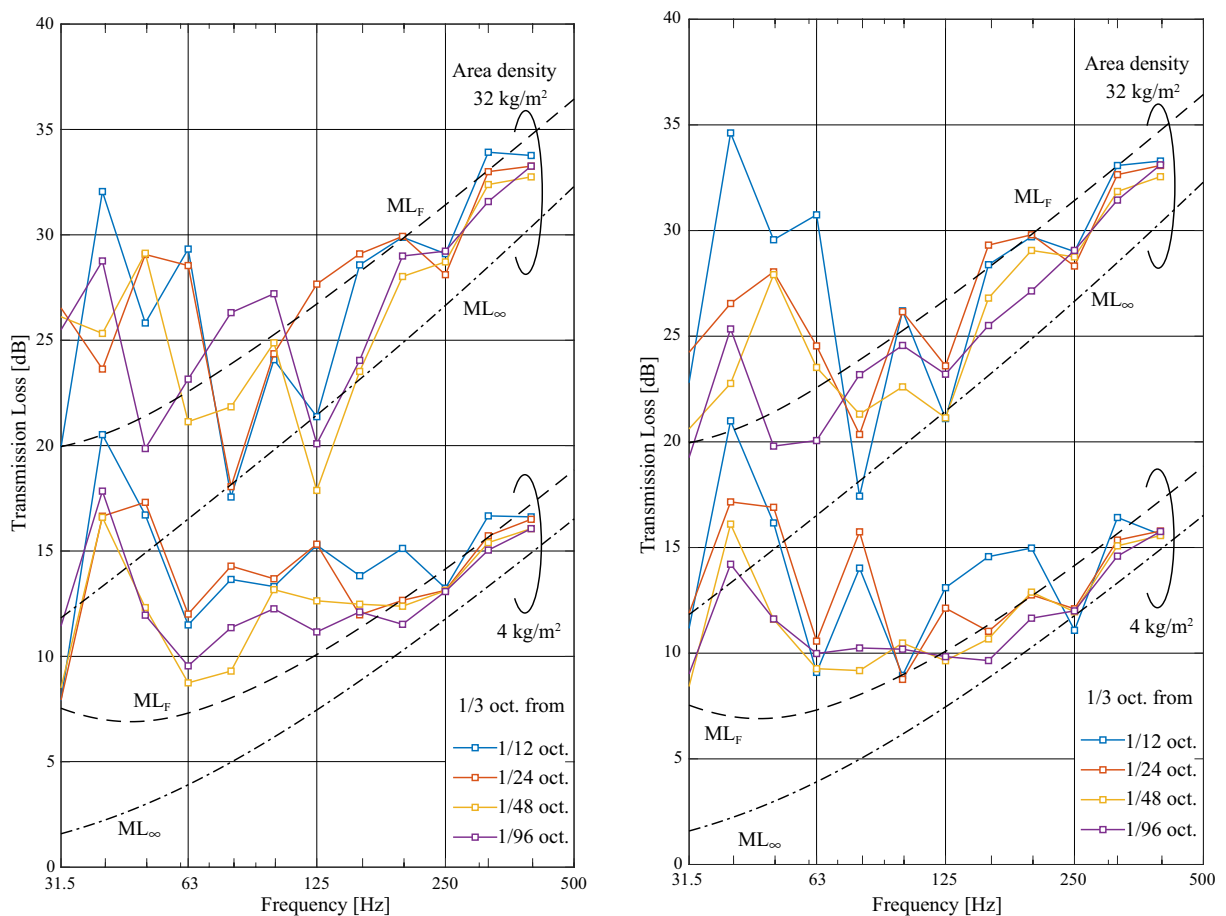 40
35
30
25
20
15
10
5
0
Transmission Loss [dB]
31.5
63
125
250
500
Frequency [Hz]
Area density
32 kg/m²
ML_F
ML_∞
4 kg/m²
ML_F
ML_∞
1/3 oct. from
1/12 oct.
1/24 oct.
1/48 oct.
1/96 oct.
40
35
30
25
20
15
10
5
0
Transmission Loss [dB]
31.5
63
125
250
500
Frequency [Hz]
Area density
32 kg/m²
ML_F
ML_∞
4 kg/m²
ML_F
ML_∞
1/3 oct. from
1/12 oct.
1/24 oct.
1/48 oct.
1/96 oct.